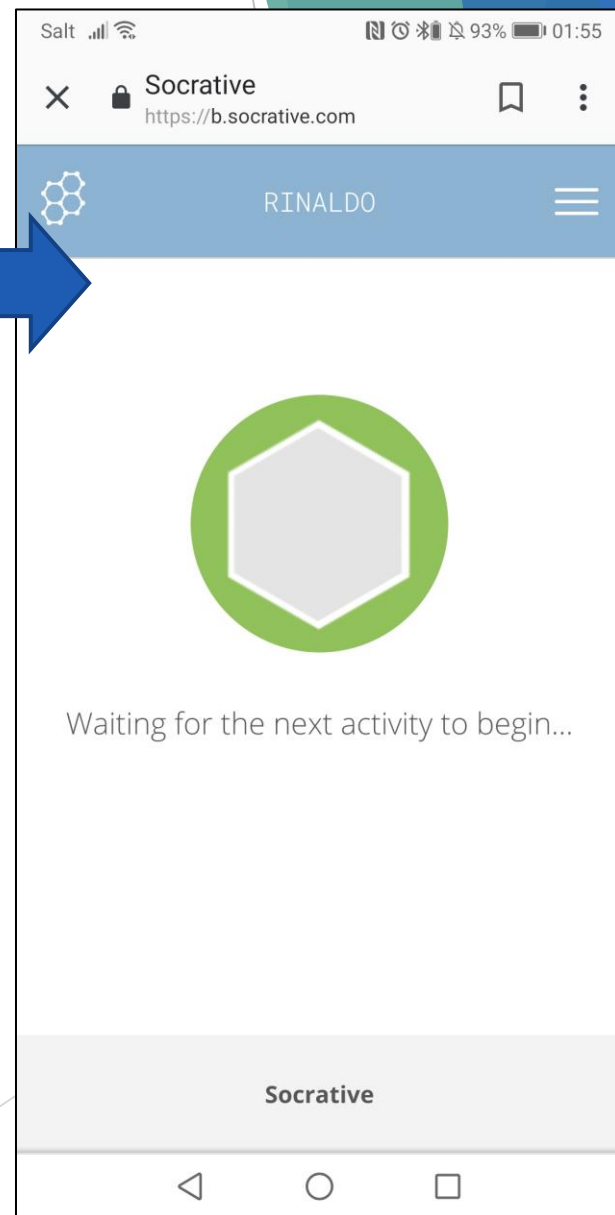 Salt 93% 01:55
Socrative
https://b.socrative.com
RINALDO
Waiting for the next activity to begin...
Socrative